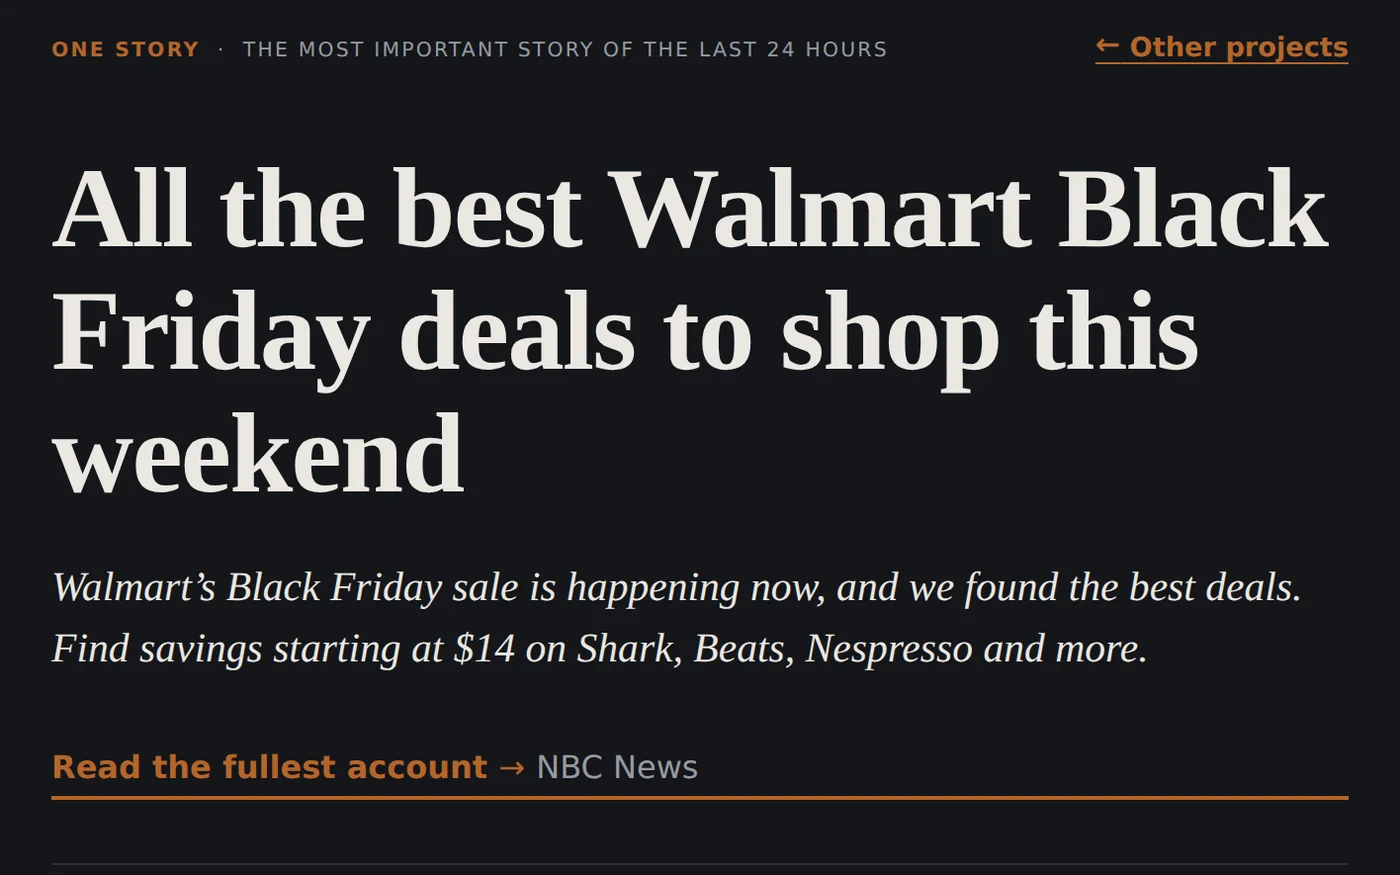 ONE STORY · THE MOST IMPORTANT STORY OF THE LAST 24 HOURS
← Other projects
All the best Walmart Black
Friday deals to shop this
weekend
Walmart’s Black Friday sale is happening now, and we found the best deals.
Find savings starting at $14 on Shark, Beats, Nespresso and more.
Read the fullest account → NBC News